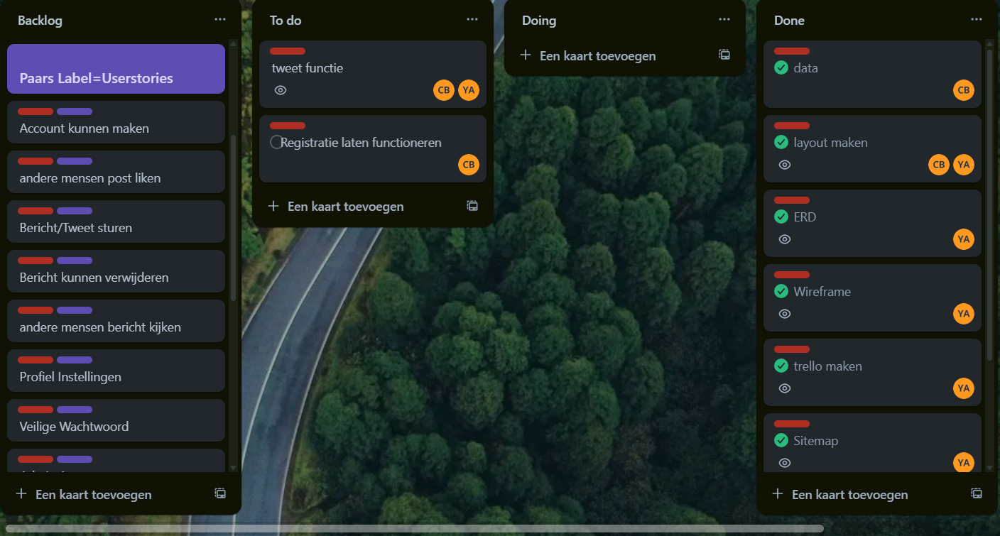 Backlog
Paars Label=Userstories
Account kunnen maken
andere mensen post liken
Bericht/Tweet sturen
Bericht kunnen verwijderen
andere mensen bericht kijken
Profiel Instellingen
Veilige Wachtwoord
Een kaart toevoegen
To do
tweet functie
CB YA
Registratie laten functioneren
CB
Een kaart toevoegen
Doing
Een kaart toevoegen
Done
data
CB
layout maken
CB YA
ERD
YA
Wireframe
YA
trello maken
YA
Sitemap
YA
Een kaart toevoegen